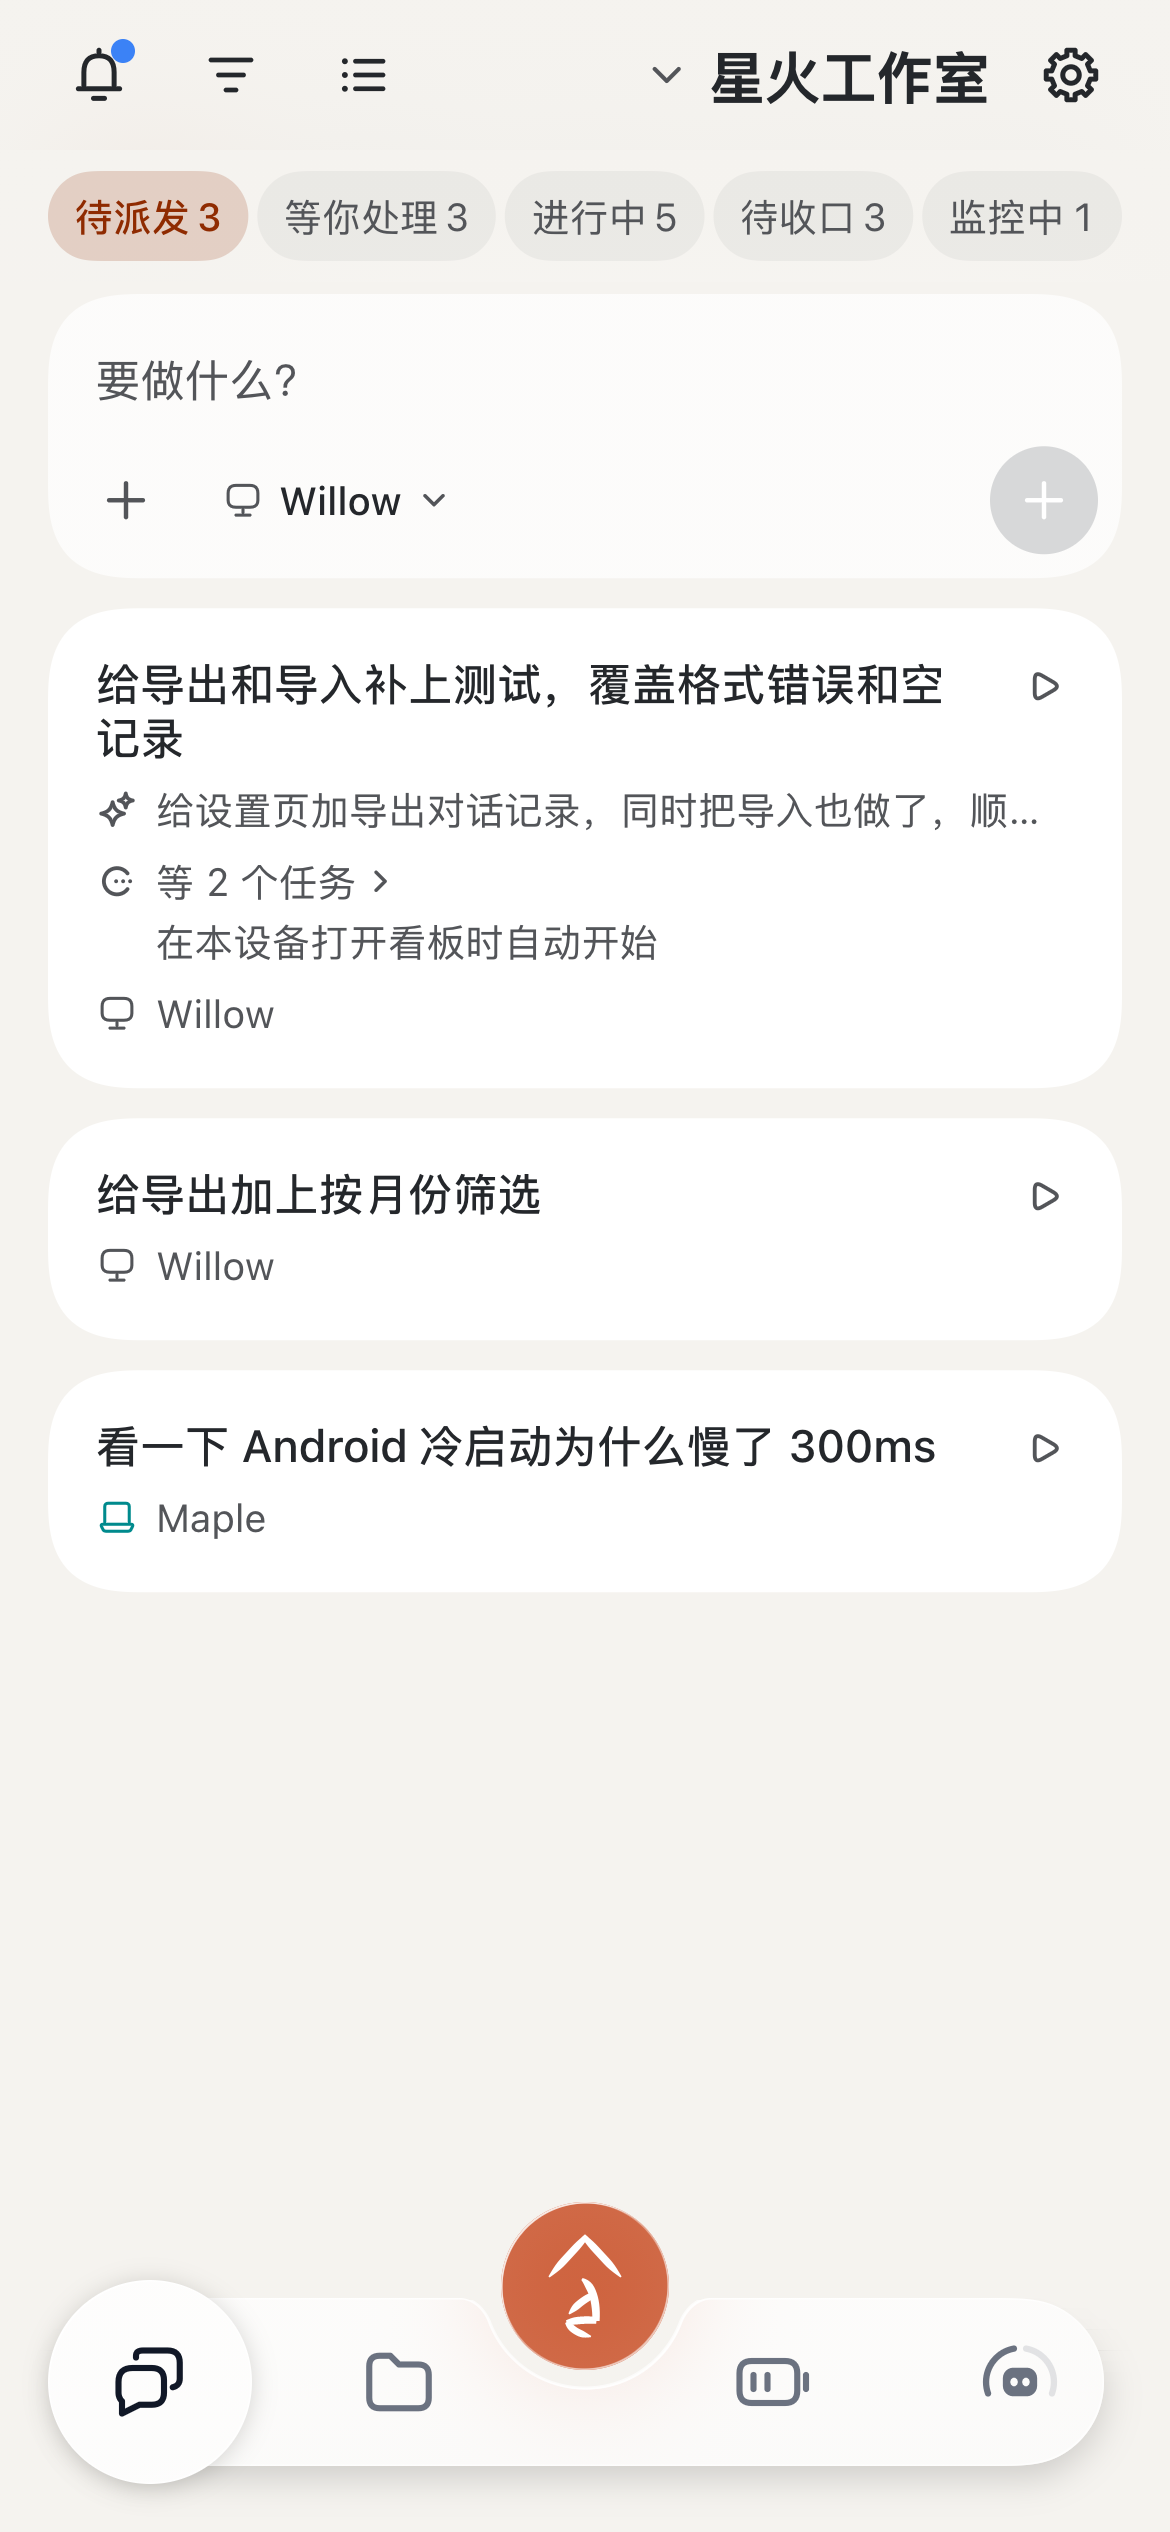 星火工作室
待派发 3
等你处理 3
进行中 5
待收口 3
监控中 1
要做什么?
Willow
给导出和导入补上测试，覆盖格式错误和空
记录
给设置页加导出对话记录，同时把导入也做了，顺...
等 2 个任务
在本设备打开看板时自动开始
Willow
给导出加上按月份筛选
Willow
看一下 Android 冷启动为什么慢了 300ms
Maple